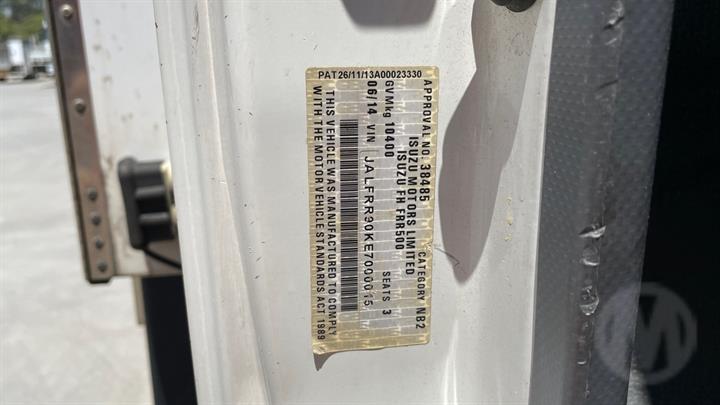 PAT26/11/13A00023330
APPROVAL NO. 38485 CATEGORY NB2
ISUZU MOTORS LIMITED
ISUZU FH FRR500
GVMkg 10400 SEATS 3
06/14 VIN JALFRR90KE7000015
THIS VEHICLE WAS MANUFACTURED TO COMPLY
WITH THE MOTOR VEHICLE STANDARDS ACT 1989
M